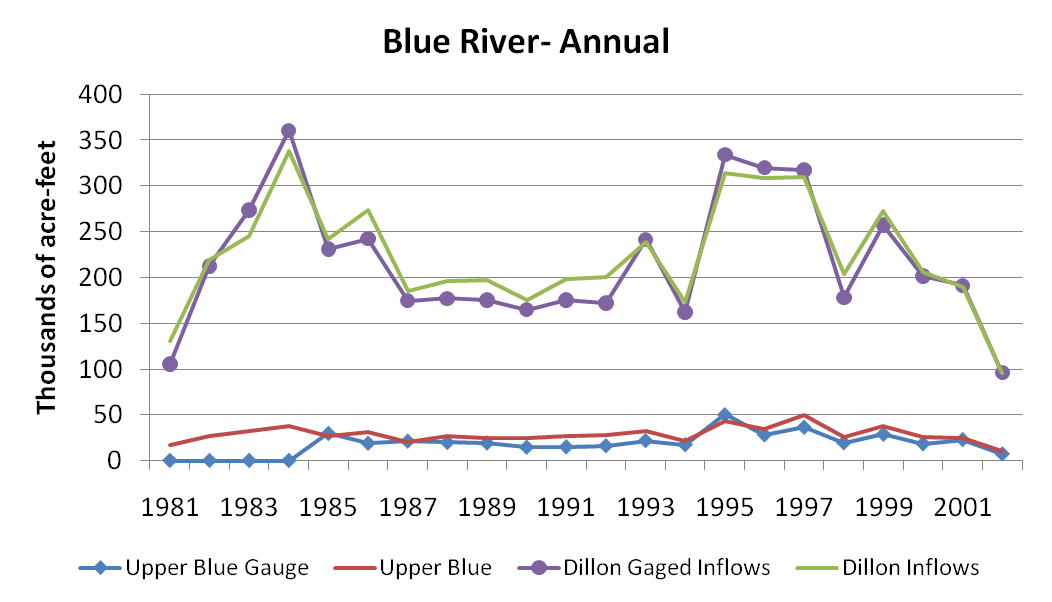 Blue River- Annual
Thousands of acre-feet
400
350
300
250
200
150
100
50
0
1981 1983 1985 1987 1989 1991 1993 1995 1997 1999 2001
Upper Blue Gauge Upper Blue Dillon Gaged Inflows Dillon Inflows